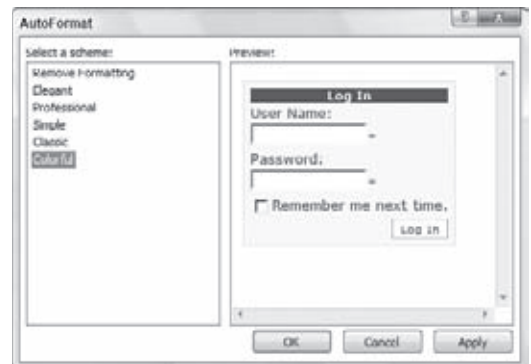 AutoFormat
Select a scheme:
Preview:
Remove Formatting
Elegant
Professional
Simple
Classic
Colorful
Log In
User Name:
Password:
Remember me next time.
Log In
OK
Cancel
Apply